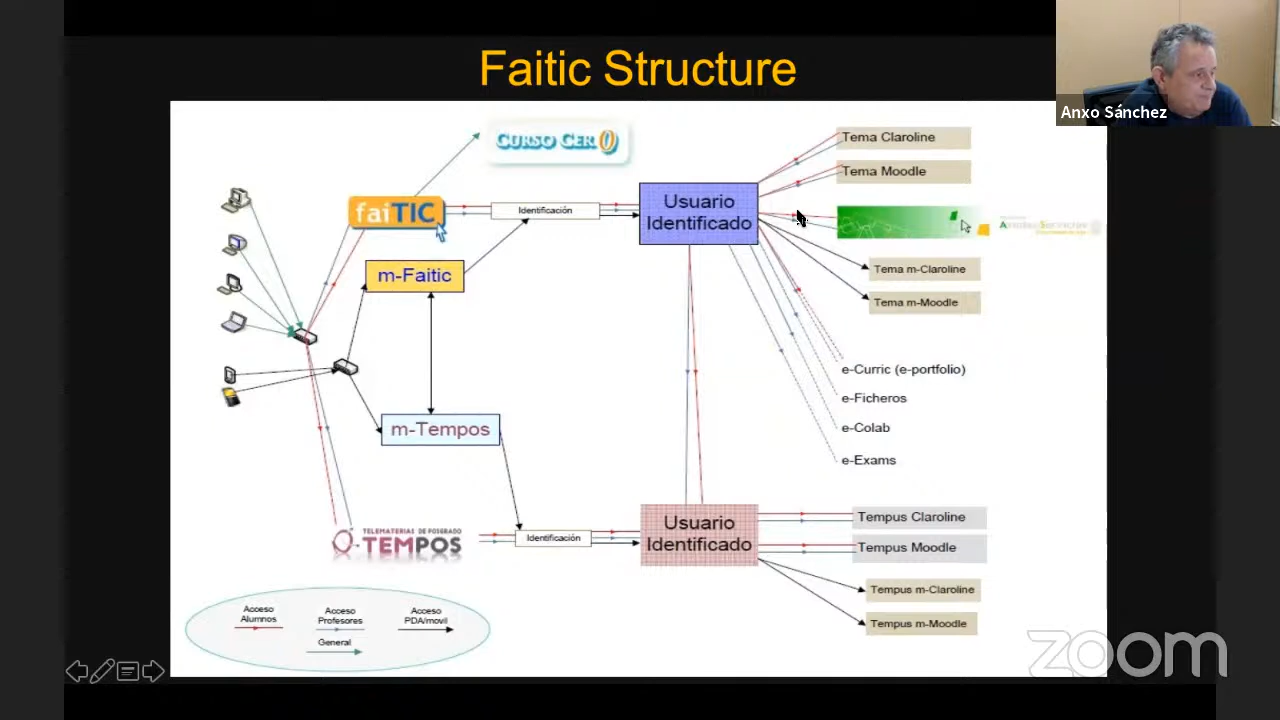 Faitic Structure
Anxo Sánchez
CURSO CER0
Tema Claroline
Tema Moodle
faiTIC
Identificación
Usuario
Identificado
m-Faitic
Tema m-Claroline
Tema m-Moodle
e-Curric (e-portfolio)
e-Ficheros
e-Colab
e-Exams
m-Tempos
TELEMATERIAS DE POSGRADO
TEMPOS
Identificación
Usuario
Identificado
Tempus Claroline
Tempus Moodle
Tempus m-Claroline
Tempus m-Moodle
Acceso
Alumnos
Acceso
Profesores
Acceso
PDA/movil
General
zoom